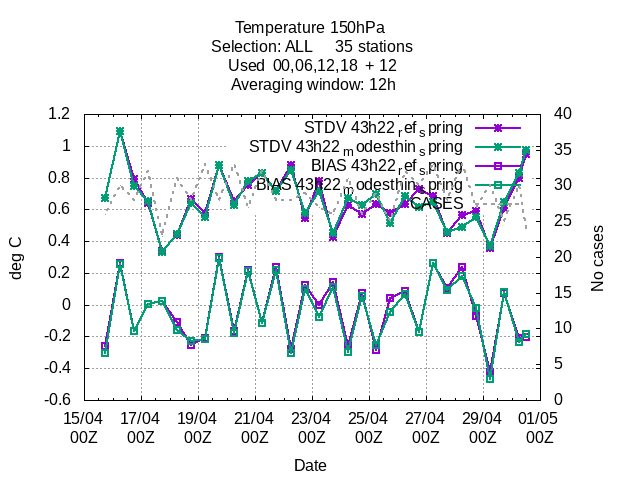 Temperature 150hPa
Selection: ALL 35 stations
Used 00,06,12,18 + 12
Averaging window: 12h
STDV 43h22_ref_spring
STDV 43h22_modesthin_spring
BIAS 43h22_ref_spring
BIAS 43h22_modesthin_spring
CASES
deg C
No cases
1.2
1
0.8
0.6
0.4
0.2
0
-0.2
-0.4
-0.6
40
35
30
25
20
15
10
5
0
15/04 17/04 19/04 21/04 23/04 25/04 27/04 29/04 01/05
00Z 00Z 00Z 00Z 00Z 00Z 00Z 00Z 00Z
Date